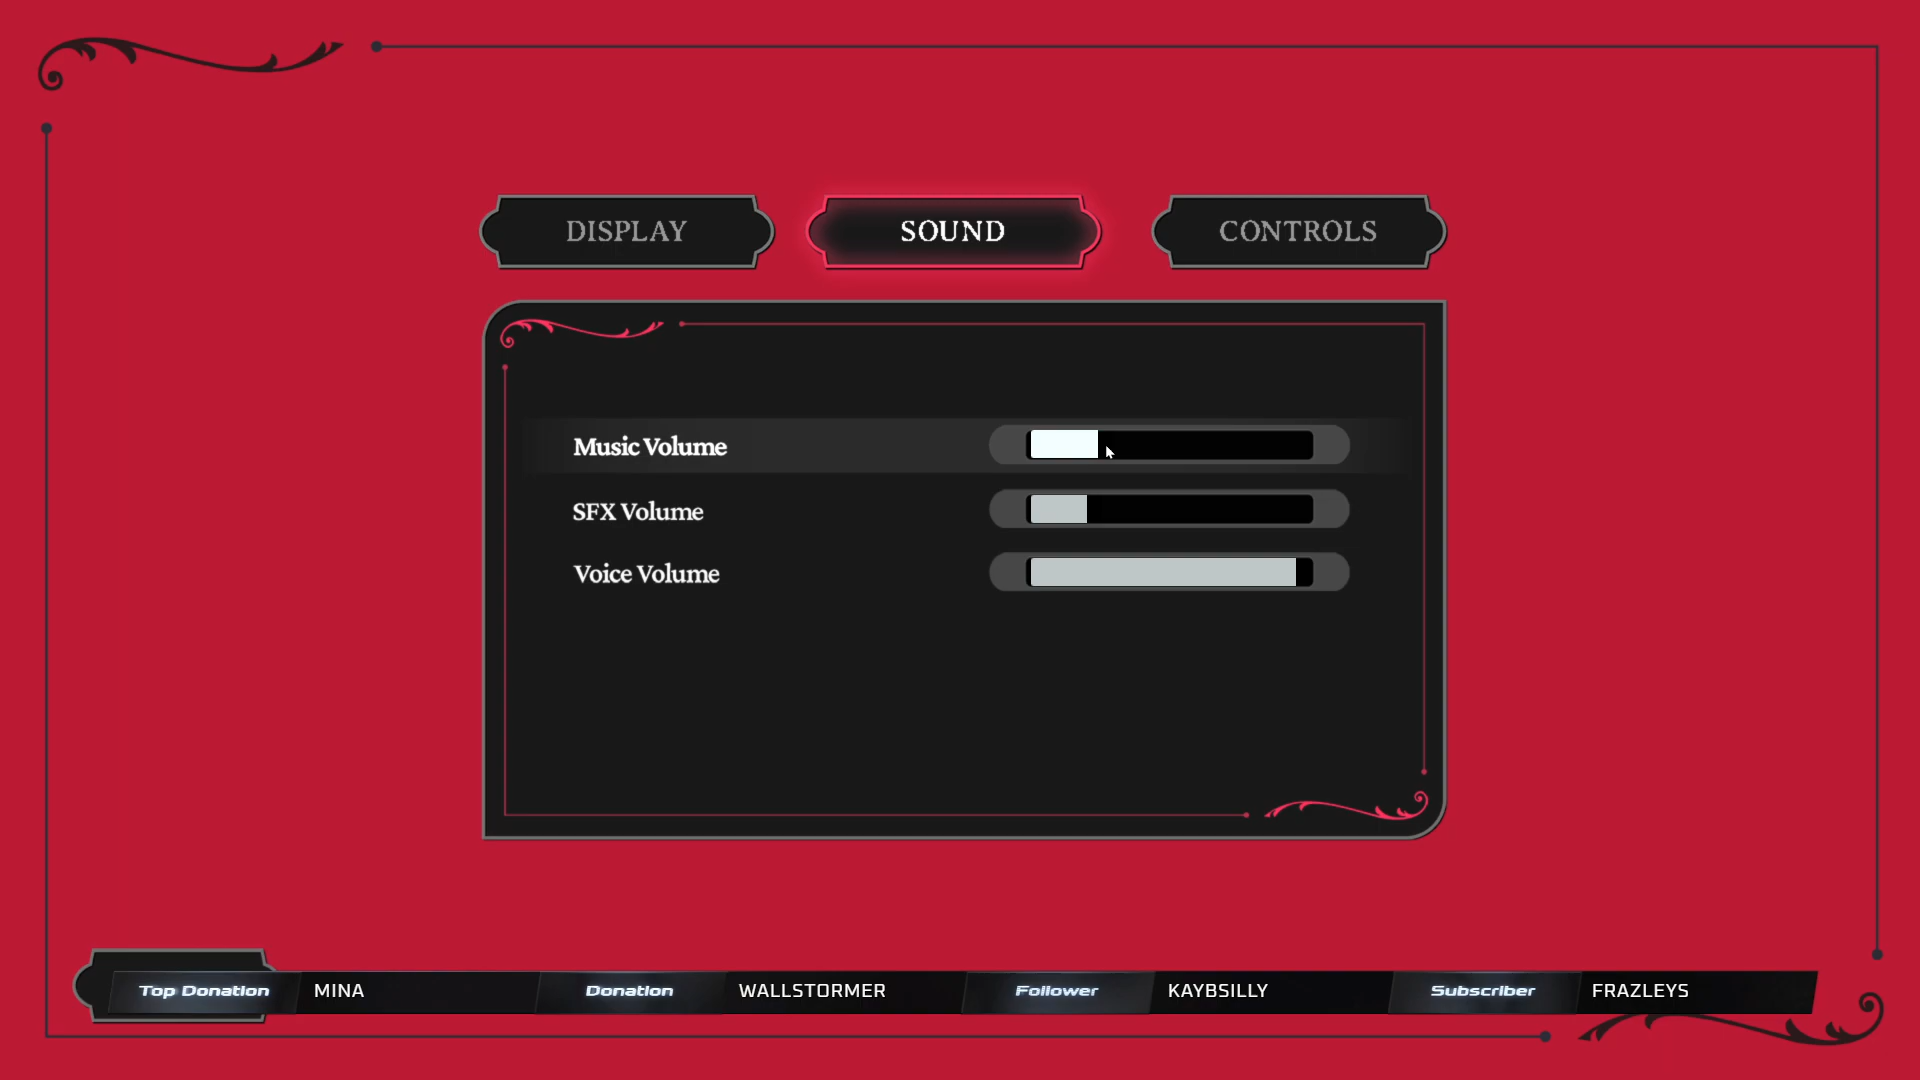 DISPLAY SOUND CONTROLS
Music Volume
SFX Volume
Voice Volume
Top Donation MINA Donation WALLSTORMER Follower KAYBSILLY Subscriber FRAZLEYS